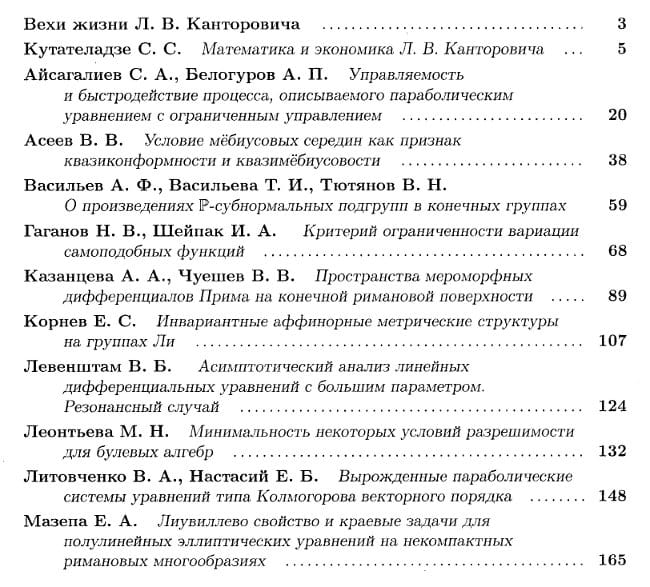 Вехи жизни Л. В. Канторовича ........................ 3
Кутателадзе С. С. Математика и экономика Л. В. Канторовича ... 5
Айсагалиев С. А., Белогуров А. П. Управляемость
и быстродействие процесса, описываемого параболическим
уравнением с ограниченным управлением ................ 20
Асеев В. В. Условие мёбиусовых середин как признак
квазиконформности и квазимёбиусовости ................ 38
Васильев А. Ф., Васильева Т. И., Тютянов В. Н.
О произведениях ℙ-субнормальных подгрупп в конечных группах 59
Гаганов Н. В., Шейпак И. А. Критерий ограниченности вариации
самоподобных функций ............................ 68
Казанцева А. А., Чуешев В. В. Пространства мероморфных
дифференциалов Прима на конечной римановой поверхности ..... 89
Корнев Е. С. Инвариантные аффинорные метрические структуры
на группах Ли .................................. 107
Левенштам В. Б. Асимптотический анализ линейных
дифференциальных уравнений с большим параметром.
Резонансный случай .............................. 124
Леонтьева М. Н. Минимальность некоторых условий разрешимости
для булевых алгебр .............................. 132
Литовченко В. А., Настасий Е. Б. Вырожденные параболические
системы уравнений типа Колмогорова векторного порядка ........ 148
Мазепа Е. А. Лиувиллево свойство и краевые задачи для
полулинейных эллиптических уравнений на некомпактных
римановых многообразиях .......................... 165